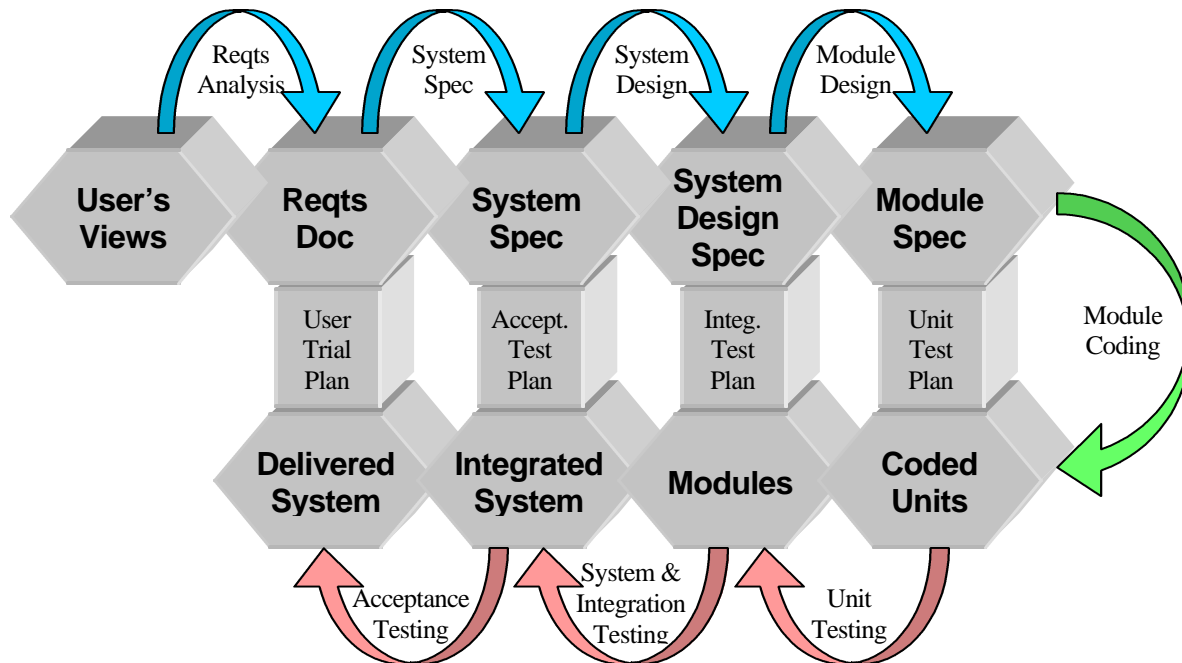 Reqts
Analysis
System
Spec
System
Design
Module
Design
User's
Views
Reqts
Doc
System
Spec
System
Design
Spec
Module
Spec
User
Trial
Plan
Accept.
Test
Plan
Integ.
Test
Plan
Unit
Test
Plan
Module
Coding
Delivered
System
Integrated
System
Modules
Coded
Units
Acceptance
Testing
System &
Integration
Testing
Unit
Testing